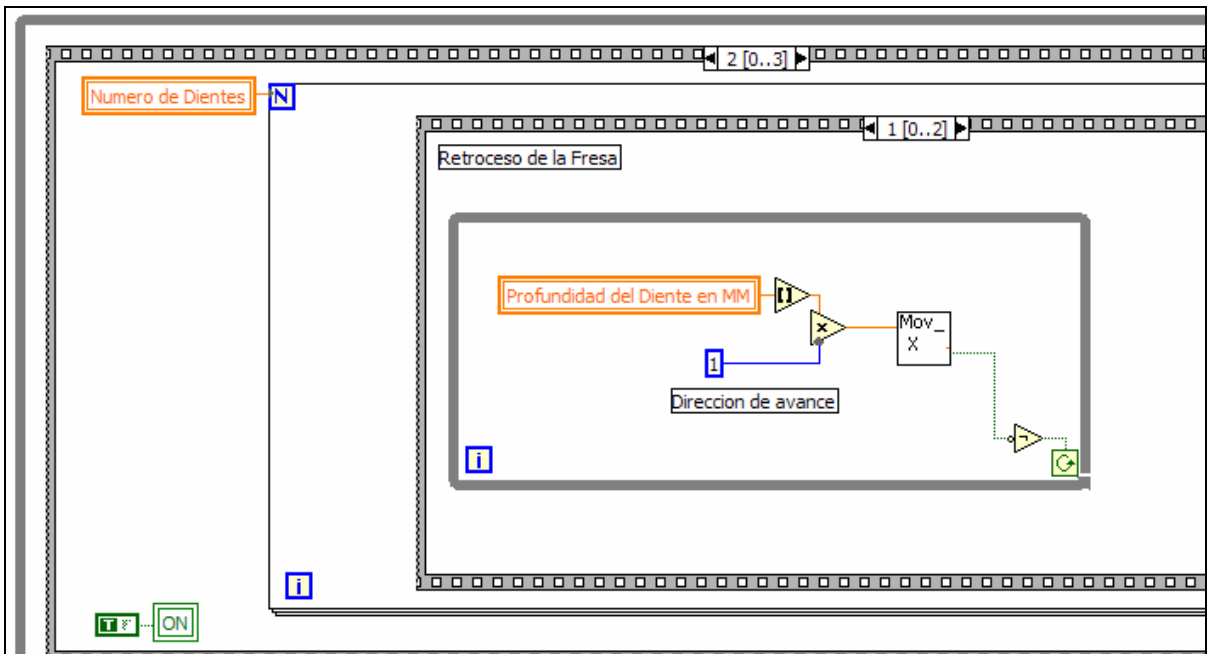 2 [0..3]
Numero de Dientes
N
1 [0..2]
Retroceso de la Fresa
Profundidad del Diente en MM
[]
x
Mov_
X
1
Direccion de avance
i
i
T F
ON